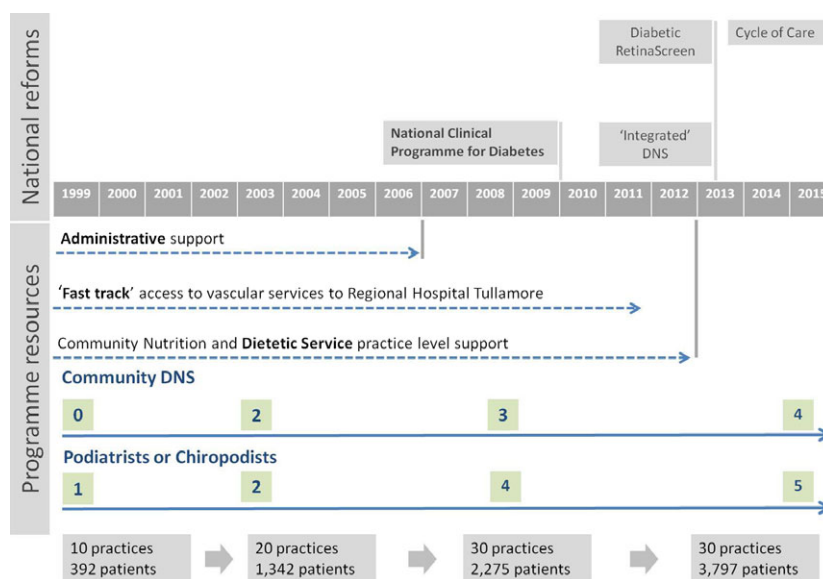 National reforms
Diabetic
RetinaScreen
Cycle of Care
National Clinical
Programme for Diabetes
‘Integrated’
DNS
1999 2000 2001 2002 2003 2004 2005 2006 2007 2008 2009 2010 2011 2012 2013 2014 2015
Programme resources
Administrative support
‘Fast track’ access to vascular services to Regional Hospital Tullamore
Community Nutrition and Dietetic Service practice level support
Community DNS
0 2 3 4
Podiatrists or Chiropodists
1 2 4 5
10 practices
392 patients
20 practices
1,342 patients
30 practices
2,275 patients
30 practices
3,797 patients